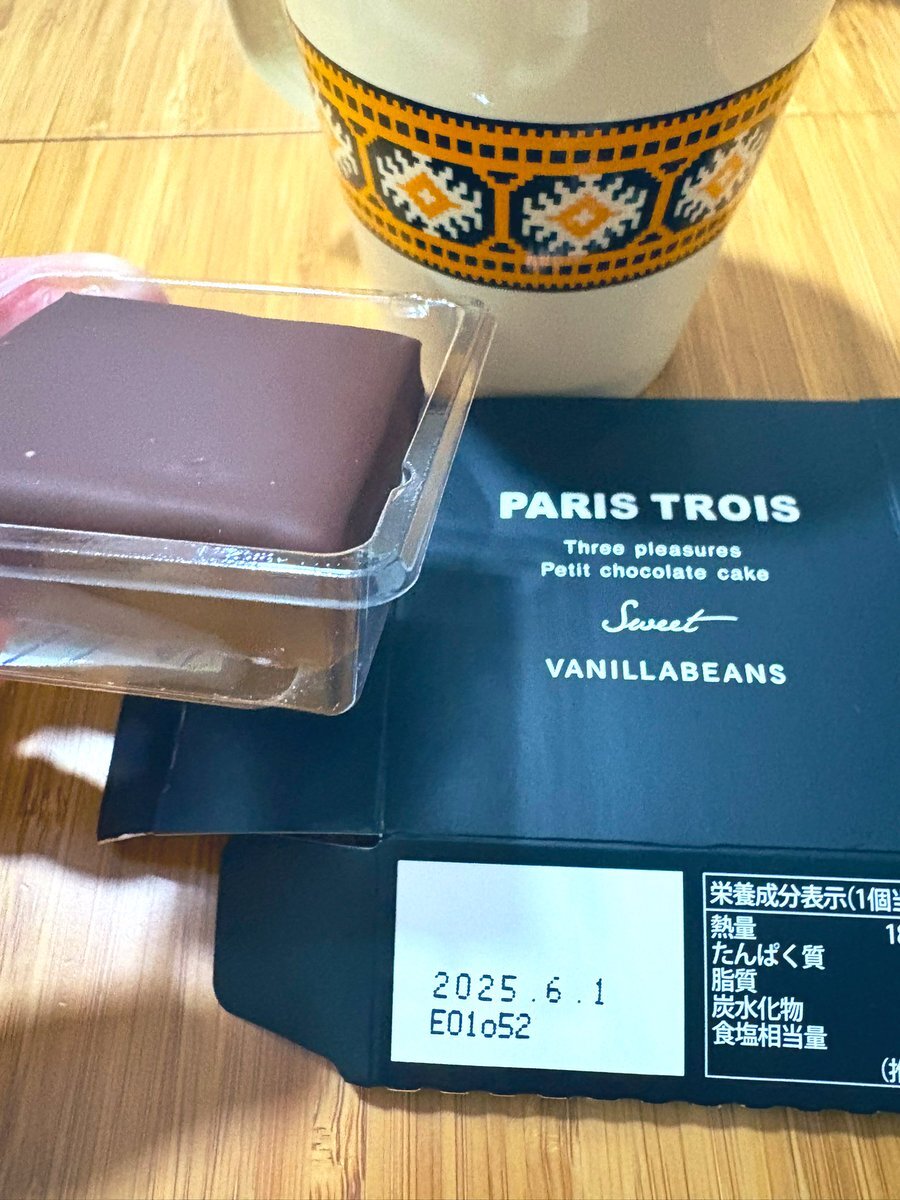 PARIS TROIS
Three pleasures
Petit chocolate cake
Sweet
VANILLABEANS
2025.6.1
E01o52
栄養成分表示(1個
熱量
たんぱく質
脂質
炭水化物
食塩相当量